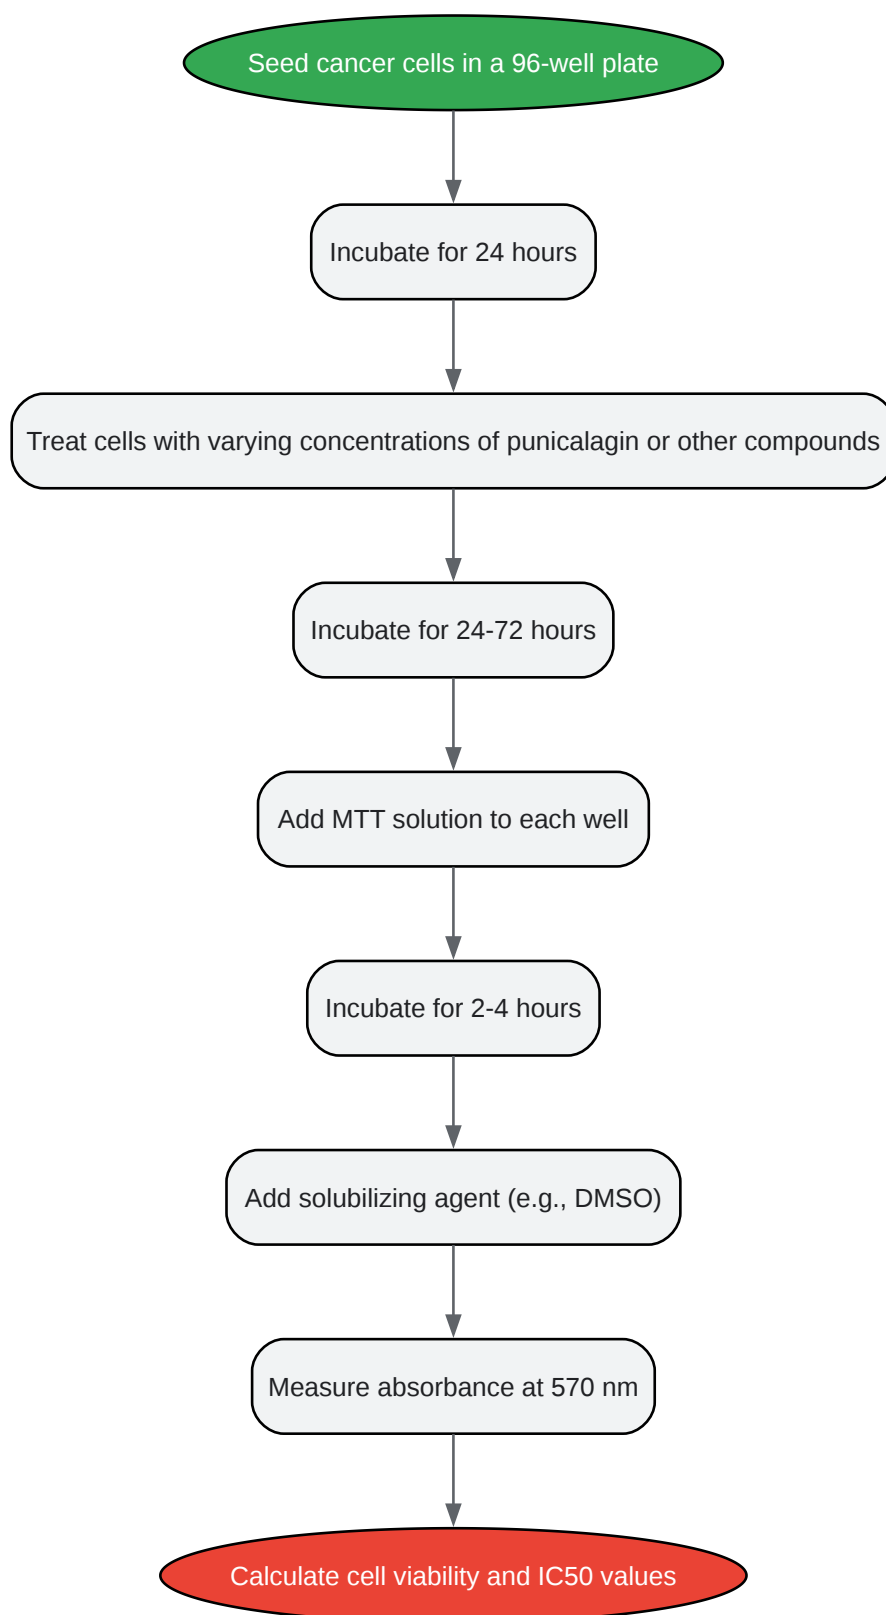 Seed cancer cells in a 96-well plate
Incubate for 24 hours
Treat cells with varying concentrations of punicalagin or other compounds
Incubate for 24-72 hours
Add MTT solution to each well
Incubate for 2-4 hours
Add solubilizing agent (e.g., DMSO)
Measure absorbance at 570 nm
Calculate cell viability and IC50 values